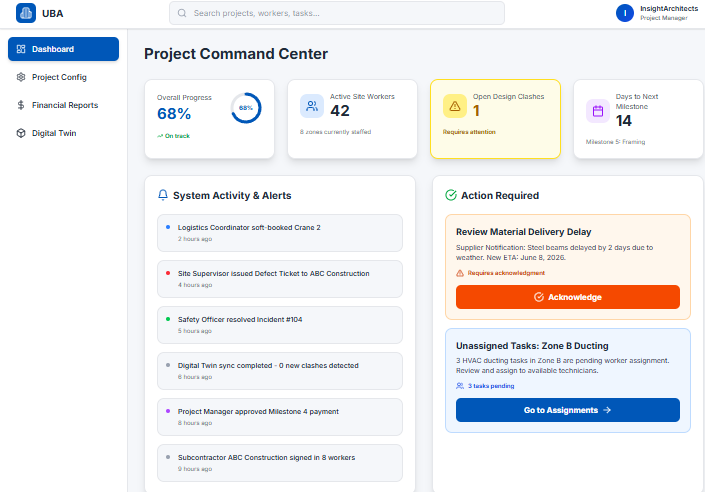 UBA
Search projects, workers, tasks...
I
InsightArchitects
Project Manager
Dashboard
Project Config
Financial Reports
Digital Twin
Project Command Center
Overall Progress
68%
68%
On track
Active Site Workers
42
8 zones currently staffed
Open Design Clashes
1
Requires attention
Days to Next
Milestone
14
Milestone 5: Framing
System Activity & Alerts
Logistics Coordinator soft-booked Crane 2
2 hours ago
Site Supervisor issued Defect Ticket to ABC Construction
4 hours ago
Safety Officer resolved Incident #104
5 hours ago
Digital Twin sync completed - 0 new clashes detected
6 hours ago
Project Manager approved Milestone 4 payment
8 hours ago
Subcontractor ABC Construction signed in 8 workers
9 hours ago
Action Required
Review Material Delivery Delay
Supplier Notification: Steel beams delayed by 2 days due to
weather. New ETA: June 8, 2026.
Requires acknowledgment
Acknowledge
Unassigned Tasks: Zone B Ducting
3 HVAC ducting tasks in Zone B are pending worker assignment.
Review and assign to available technicians.
3 tasks pending
Go to Assignments →